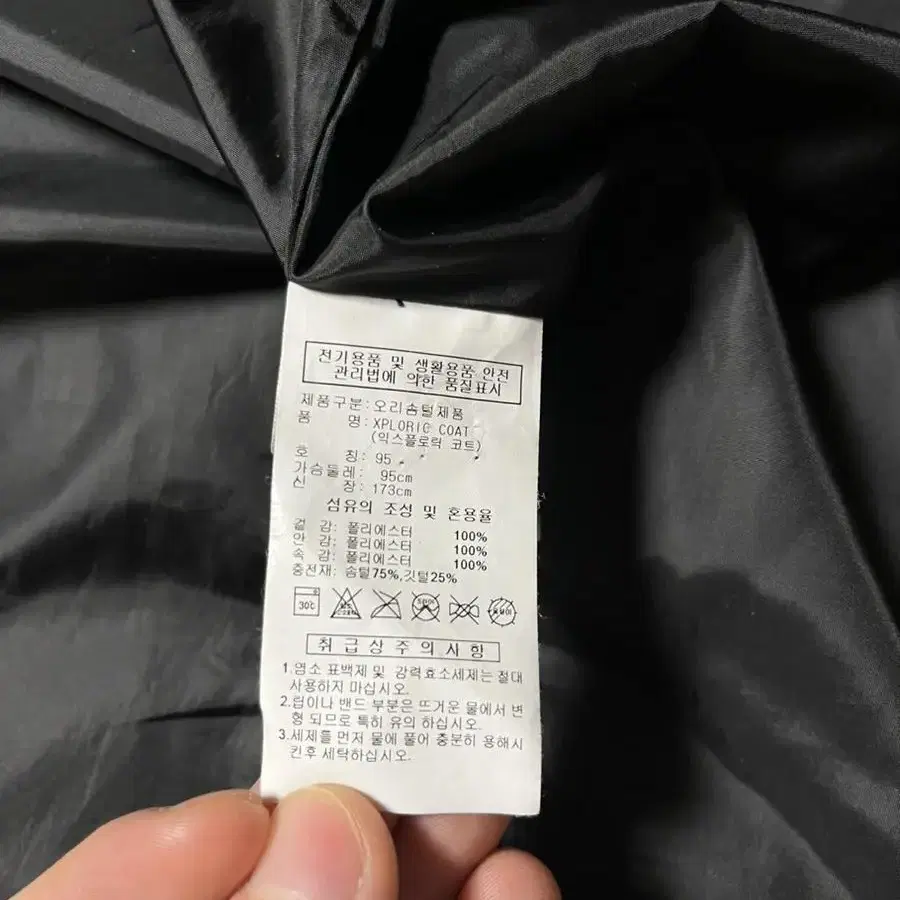 전기용품 및 생활용품 안전
관리법에 의한 품질표시
제품구분: 오리솜털제품
품 명: XPLORIC COAT
(익스플로릭 코트)
호 칭: 95
가슴둘레: 95cm
신 장: 173cm
섬유의 조성 및 혼용율
겉 감: 폴리에스터 100%
안 감: 폴리에스터 100%
속 감: 폴리에스터 100%
충전재: 솜털75%,깃털25%
30℃
취급상주의사항
1.염소 표백제 및 강력효소세제는 절대
사용하지 마십시오.
2.립이나 밴드 부분은 뜨거운 물에서 변
형 되므로 특히 유의 하십시오.
3.세제를 먼저 물에 풀어 충분히 용해시
킨후 세탁하십시오.